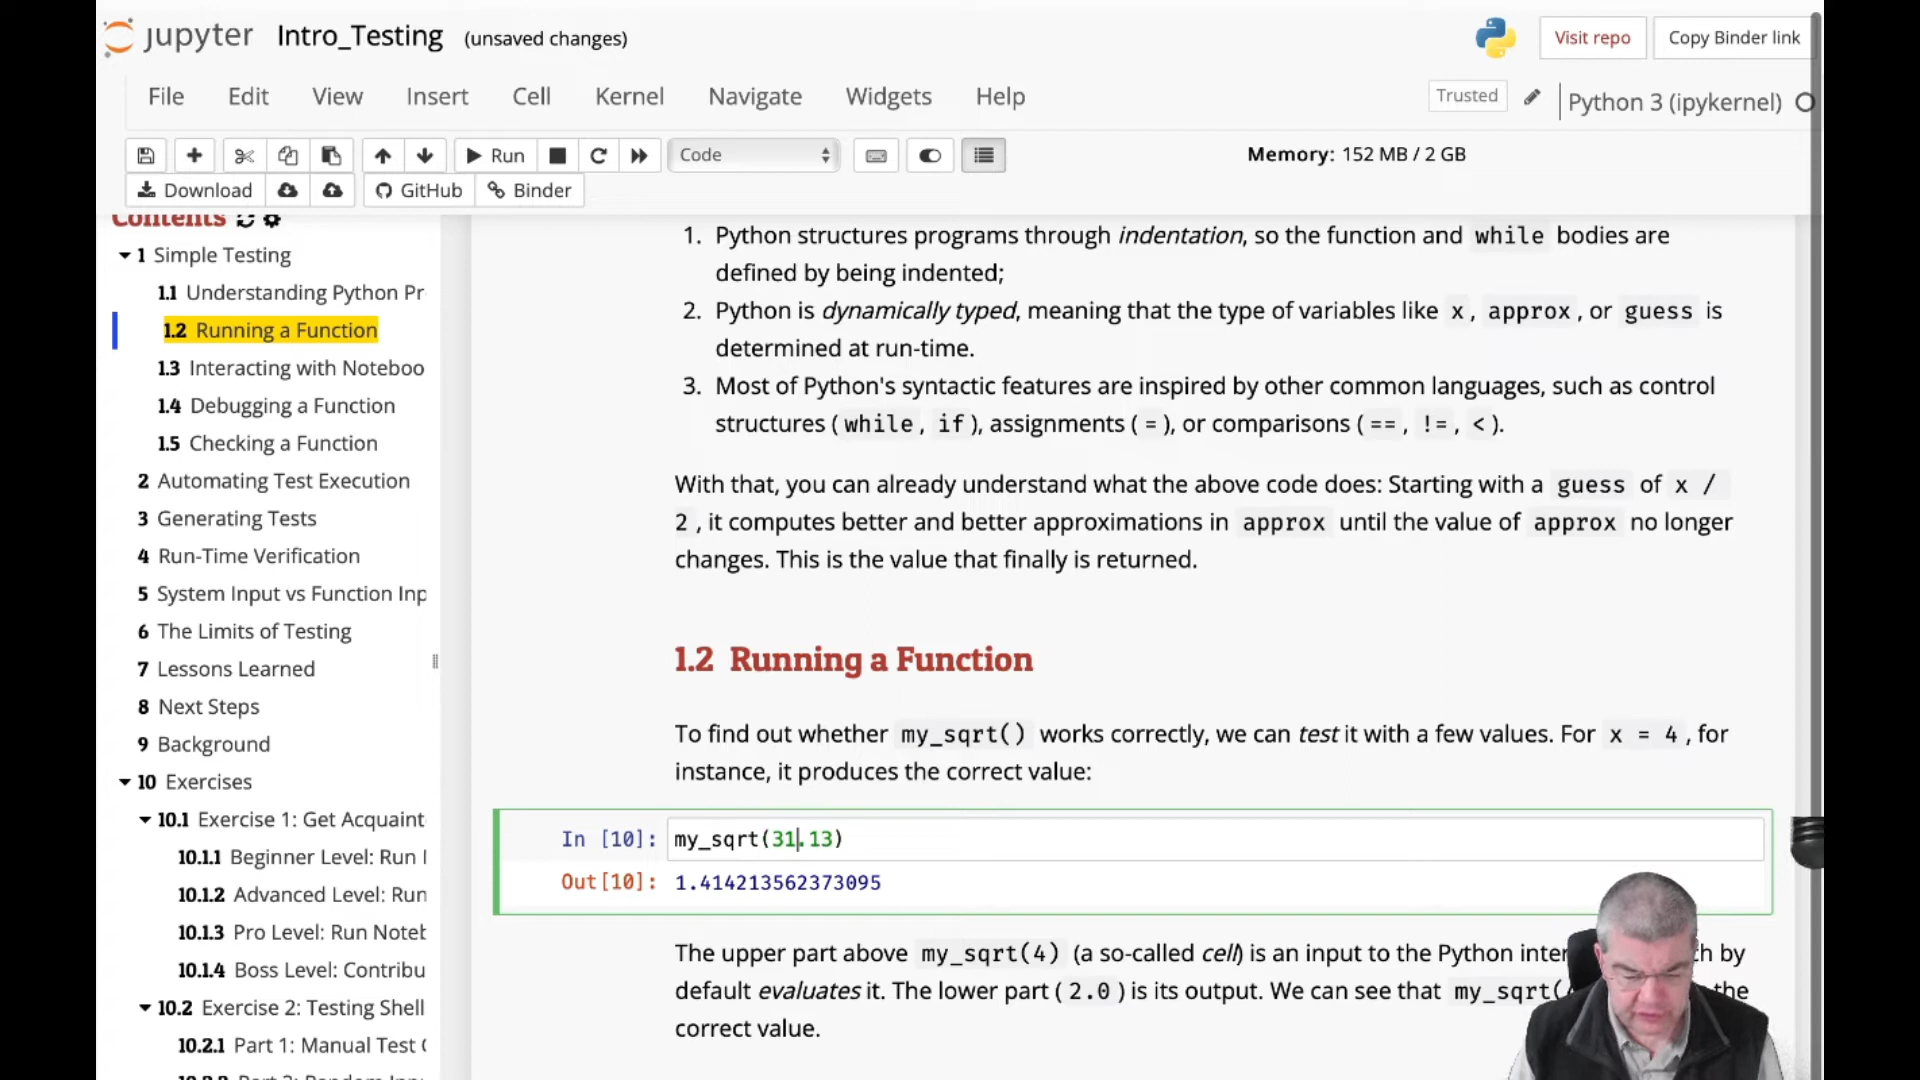 jupyter Intro_Testing (unsaved changes) Visit repo Copy Binder link
File Edit View Insert Cell Kernel Navigate Widgets Help Trusted Python 3 (ipykernel)
Run Code Memory: 152 MB / 2 GB
Download GitHub Binder
Contents
1 Simple Testing
1.1 Understanding Python Pr
1.2 Running a Function
1.3 Interacting with Noteboo
1.4 Debugging a Function
1.5 Checking a Function
2 Automating Test Execution
3 Generating Tests
4 Run-Time Verification
5 System Input vs Function Inp
6 The Limits of Testing
7 Lessons Learned
8 Next Steps
9 Background
10 Exercises
10.1 Exercise 1: Get Acquaint
10.1.1 Beginner Level: Run
10.1.2 Advanced Level: Run
10.1.3 Pro Level: Run Noteb
10.1.4 Boss Level: Contribu
10.2 Exercise 2: Testing Shell
10.2.1 Part 1: Manual Test
1. Python structures programs through indentation, so the function and while bodies are
defined by being indented;
2. Python is dynamically typed, meaning that the type of variables like x, approx, or guess is
determined at run-time.
3. Most of Python's syntactic features are inspired by other common languages, such as control
structures (while, if), assignments (=), or comparisons (==, !=, <).
With that, you can already understand what the above code does: Starting with a guess of x /
2, it computes better and better approximations in approx until the value of approx no longer
changes. This is the value that finally is returned.
1.2 Running a Function
To find out whether my_sqrt() works correctly, we can test it with a few values. For x = 4, for
instance, it produces the correct value:
In [10]: my_sqrt(31.13)
Out[10]: 1.414213562373095
The upper part above my_sqrt(4) (a so-called cell) is an input to the Python inter by
default evaluates it. The lower part (2.0) is its output. We can see that my_sqrt( the
correct value.